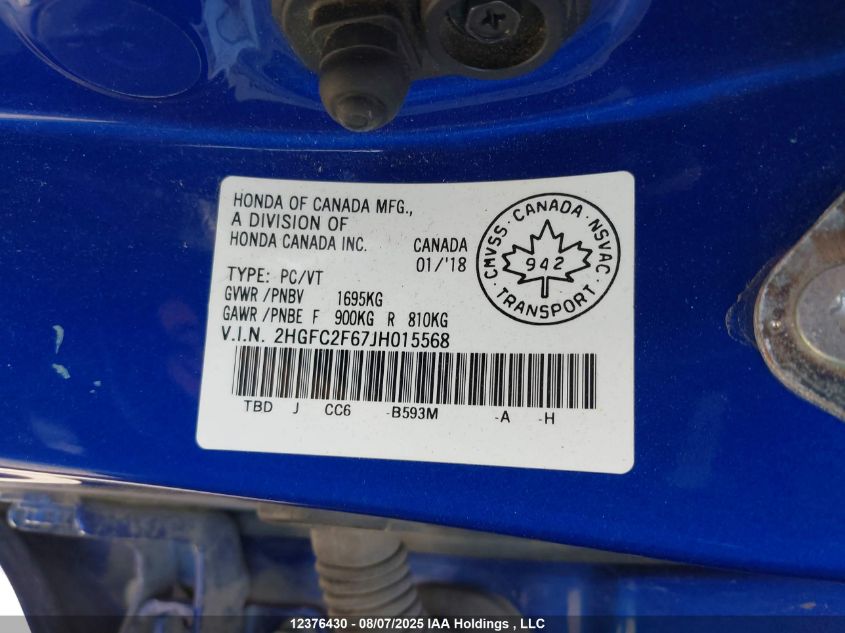 HONDA OF CANADA MFG.,
A DIVISION OF
HONDA CANADA INC. CANADA
01/'18
TYPE: PC/VT
GVWR/PNBV 1695KG
GAWR/PNBE F 900KG R 810KG
V.I.N. 2HGFC2F67JH015568
TBD J CC6 -B593M -A -H
CMVSS · CANADA · NSVAC
942
TRANSPORT
12376430 - 08/07/2025 IAA Holdings , LLC